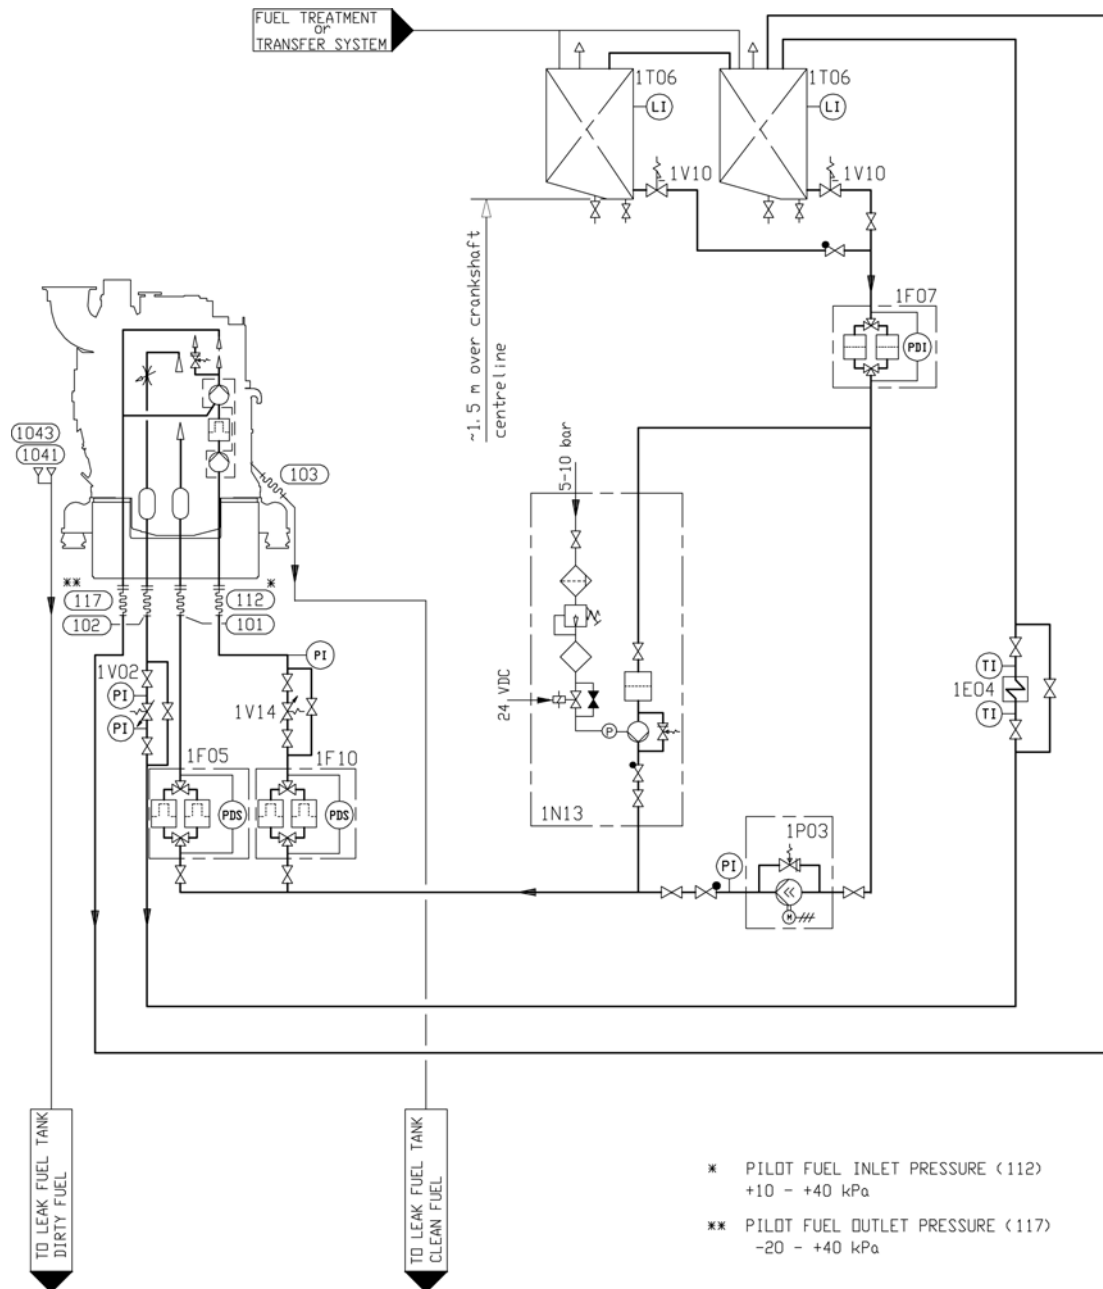 FUEL TREATMENT
or
TRANSFER SYSTEM
1T06
1T06
LI
LI
1V10
1V10
~1.5 m over crankshaft
centreline
1F07
PDI
1043
1041
103
5-10 bar
**
*
117
112
102
101
PI
1V02
PI
PI
1V14
24 VDC
P
TI
1E04
TI
1F05
1F10
PDS
PDS
1N13
1P03
PI
M
TO LEAK FUEL TANK
DIRTY FUEL
TO LEAK FUEL TANK
CLEAN FUEL
* PILOT FUEL INLET PRESSURE (112)
+10 - +40 kPa
** PILOT FUEL OUTLET PRESSURE (117)
-20 - +40 kPa